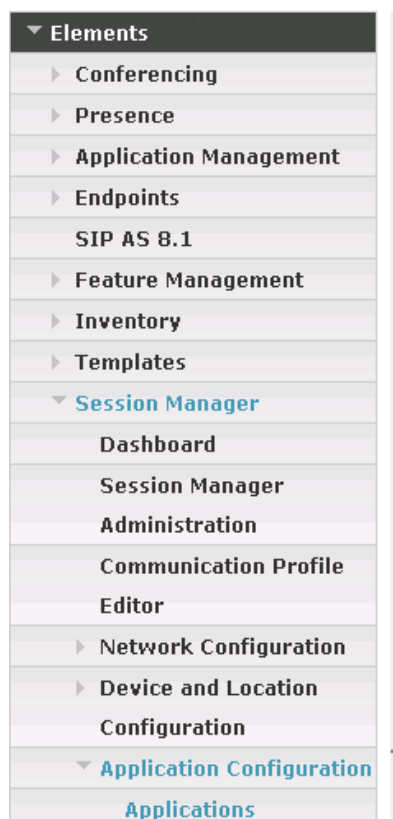 Elements
Conferencing
Presence
Application Management
Endpoints
SIP AS 8.1
Feature Management
Inventory
Templates
Session Manager
Dashboard
Session Manager
Administration
Communication Profile
Editor
Network Configuration
Device and Location
Configuration
Application Configuration
Applications